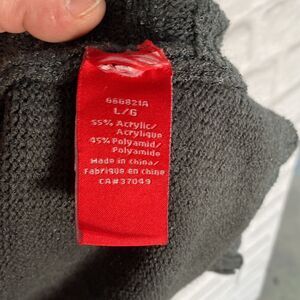 666821A
L/G
55% Acrylic/
Acrylique
45% Polyamid/
Polyamide
Made in China/
Fabriqué en Chine
CA#37049